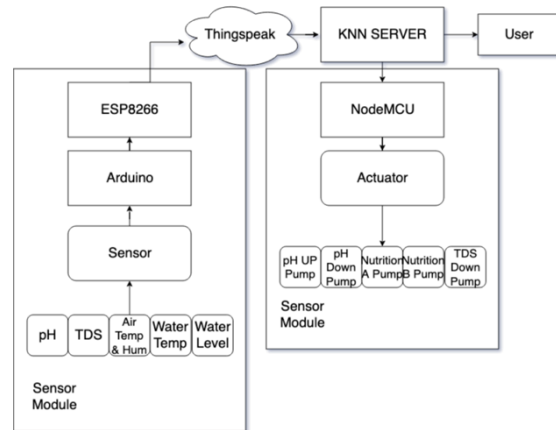 Thingspeak
KNN SERVER
User
ESP8266
Arduino
Sensor
pH
TDS
Air
Temp
& Hum
Water
Temp
Water
Level
Sensor
Module
NodeMCU
Actuator
pH UP
Pump
pH
Down
Pump
Nutrition
A Pump
Nutrition
B Pump
TDS
Down
Pump
Sensor
Module